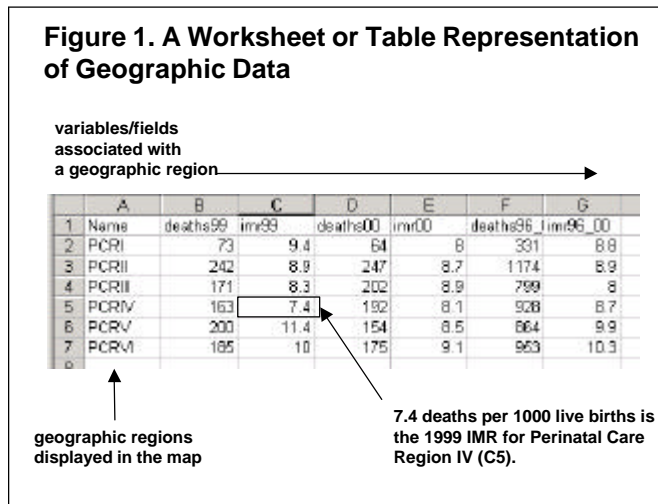 Figure 1. A Worksheet or Table Representation
of Geographic Data
variables/fields
associated with
a geographic region
A B C D E F G
1 Name deaths99 imr99 deaths00 imr00 deaths96_ imr96_00
2 PCRI 73 9.4 64 8 331 8.8
3 PCRII 242 8.9 247 8.7 1174 8.9
4 PCRIII 171 8.3 202 8.9 799 8
5 PCRIV 163 7.4 192 8.1 928 8.7
6 PCRV 200 11.4 154 8.5 864 9.9
7 PCRVI 185 10 175 9.1 953 10.3
geographic regions
displayed in the map
7.4 deaths per 1000 live births is
the 1999 IMR for Perinatal Care
Region IV (C5).